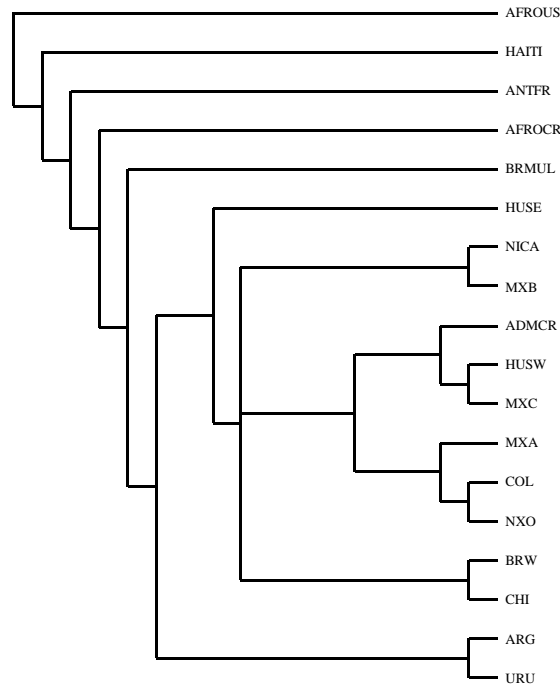 AFROUS
HAITI
ANTFR
AFROCR
BRMUL
HUSE
NICA
MXB
ADMCR
HUSW
MXC
MXA
COL
NXO
BRW
CHI
ARG
URU